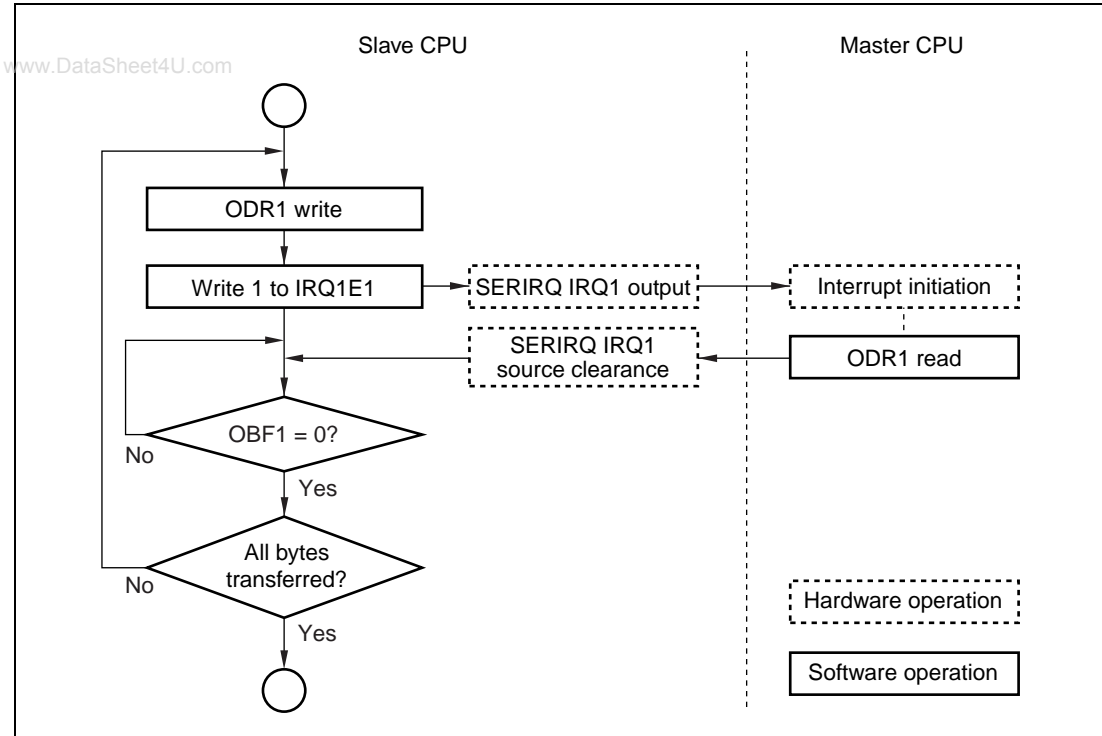 Slave CPU
Master CPU
www.DataSheet4U.com
ODR1 write
Write 1 to IRQ1E1
SERIRQ IRQ1 output
Interrupt initiation
SERIRQ IRQ1
source clearance
ODR1 read
OBF1 = 0?
No
Yes
All bytes
transferred?
No
Yes
Hardware operation
Software operation